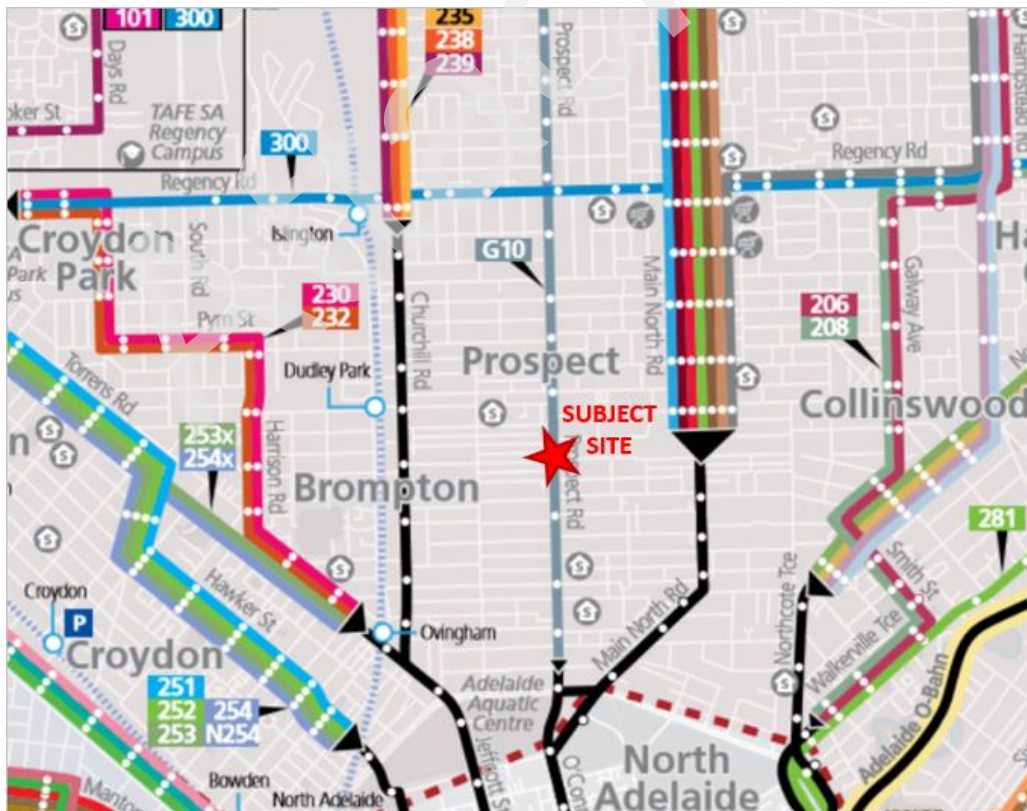 101 300
235
238
239
Days Rd
Prospect Rd
Hampstead Rd
TAFE SA
Regency
Campus
300
Regency Rd
Regency Rd
Islington
Croydon
Park
Park
South Rd
G10
Main North Rd
Galway Ave
230
232
Pym St
Churchill Rd
206
208
Prospect
Dudley Park
Torrens Rd
SUBJECT
SITE
Collinswood
253x
254x
Harrison Rd
Brompton
Prospect Rd
281
Croydon
P
Hawker St
Ovingham
Main North Rd
Northcote Tce
Smith St
Walkerville Tce
Croydon
251
252 254
253 N254
Adelaide
Aquatic
Centre
Adelaide O-Bahn
Jeffcott St
North
Adelaide
Bowden
North Adelaide